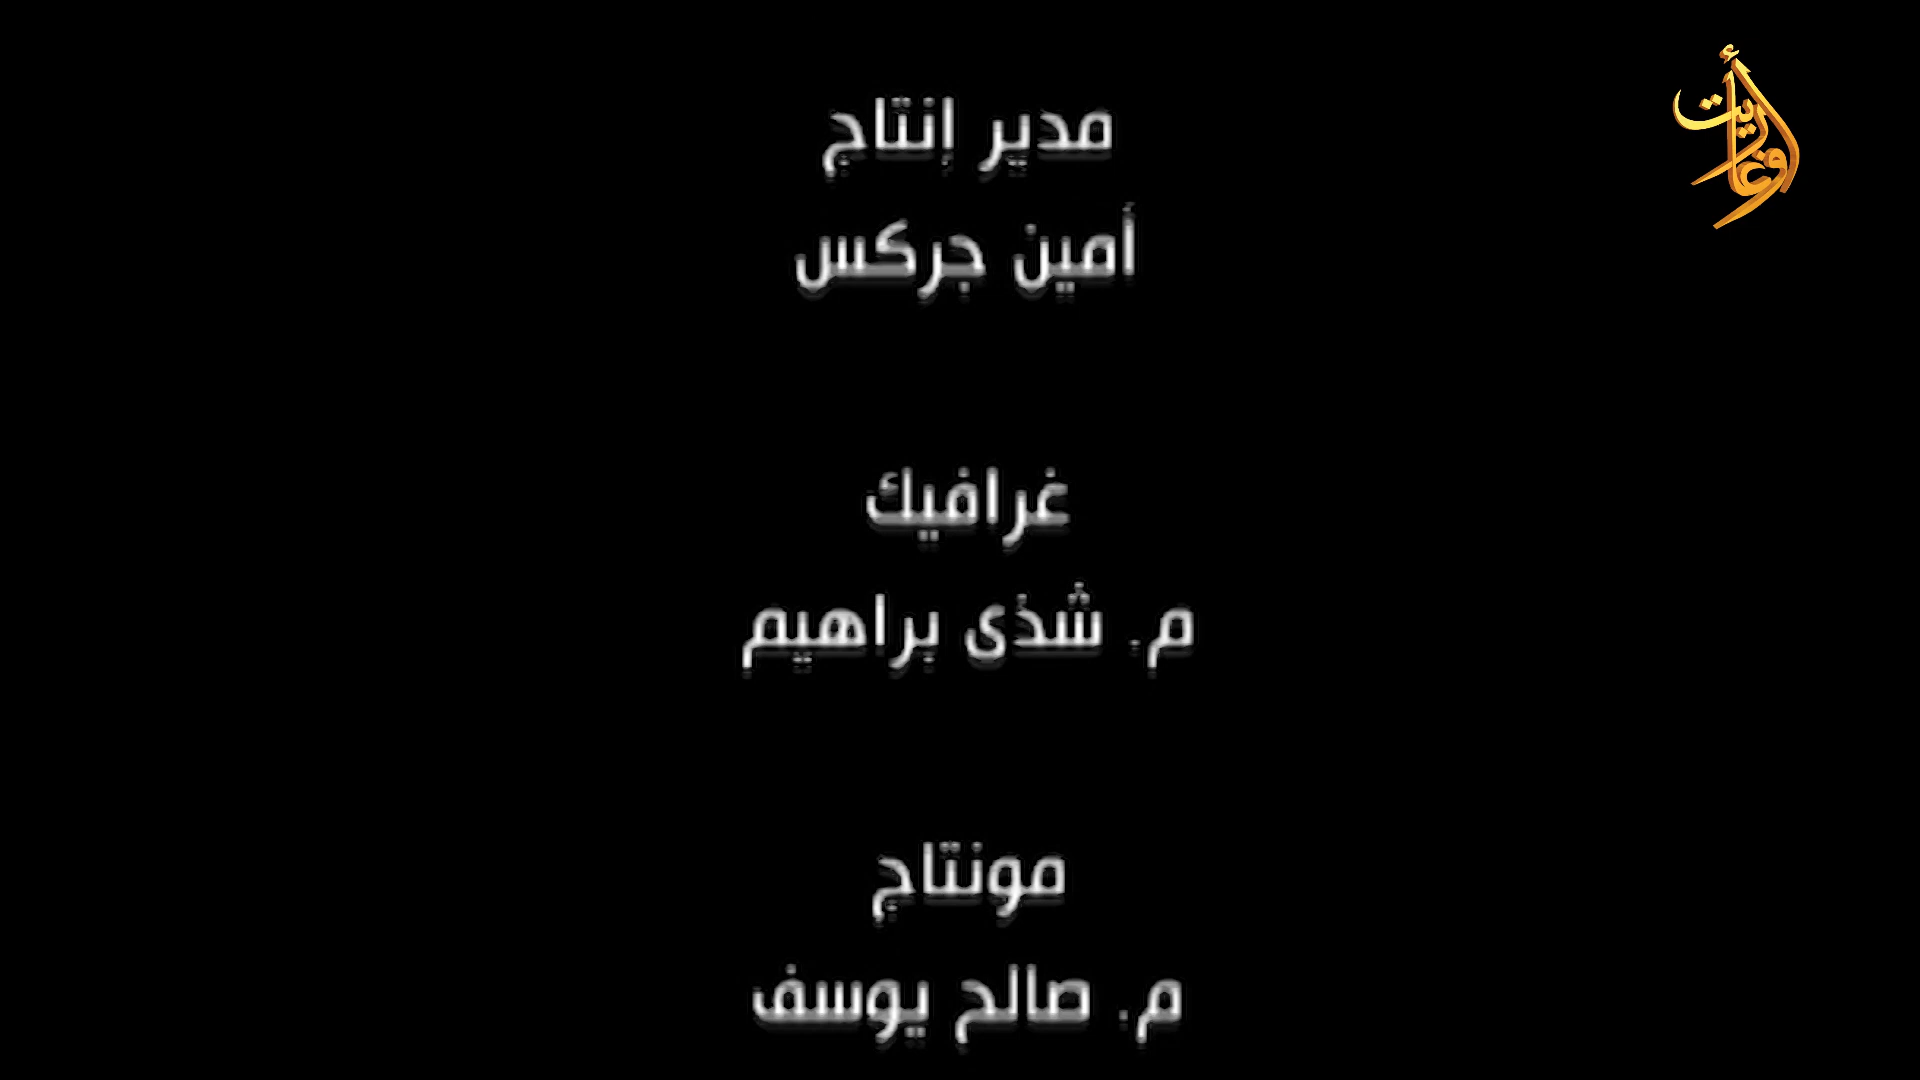 مدير إنتاج
أمين جركس
غرافيك
م. شذى براهيم
مونتاج
م. صالح يوسف